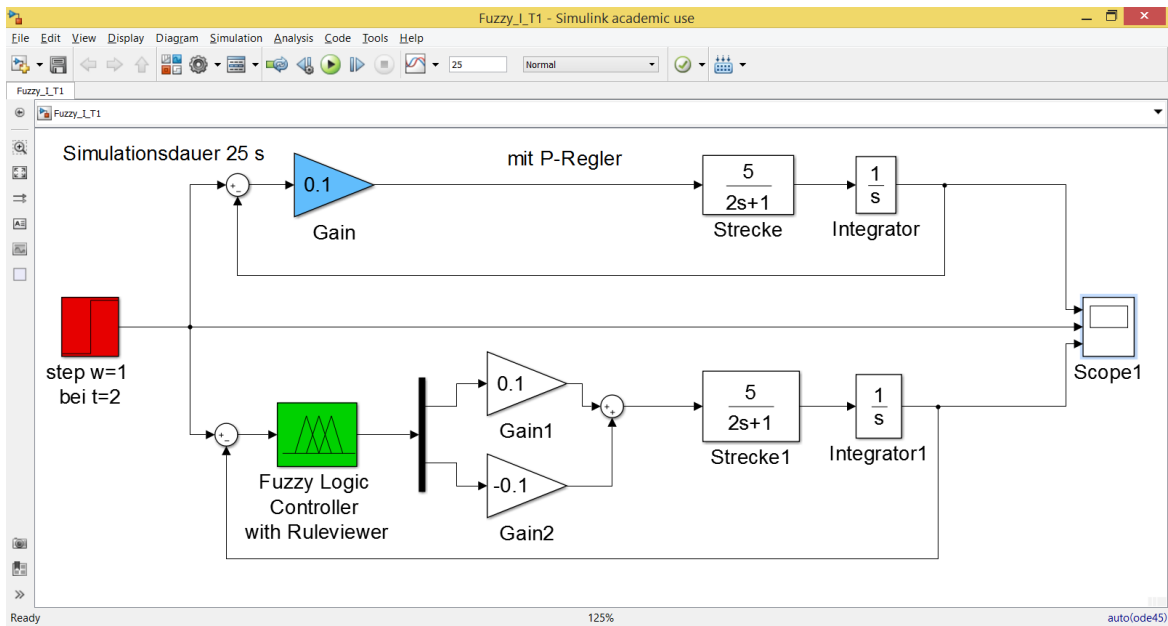 Fuzzy_I_T1 - Simulink academic use
File Edit View Display Diagram Simulation Analysis Code Tools Help
25 Normal
Fuzzy_I_T1
Fuzzy_I_T1
Simulationsdauer 25 s
mit P-Regler
+
-
0.1
Gain
5
2s+1
Strecke
1
s
Integrator
step w=1
bei t=2
Scope1
+
-
Fuzzy Logic
Controller
with Ruleviewer
0.1
Gain1
-0.1
Gain2
+
+
5
2s+1
Strecke1
1
s
Integrator1
Ready 125% auto(ode45)